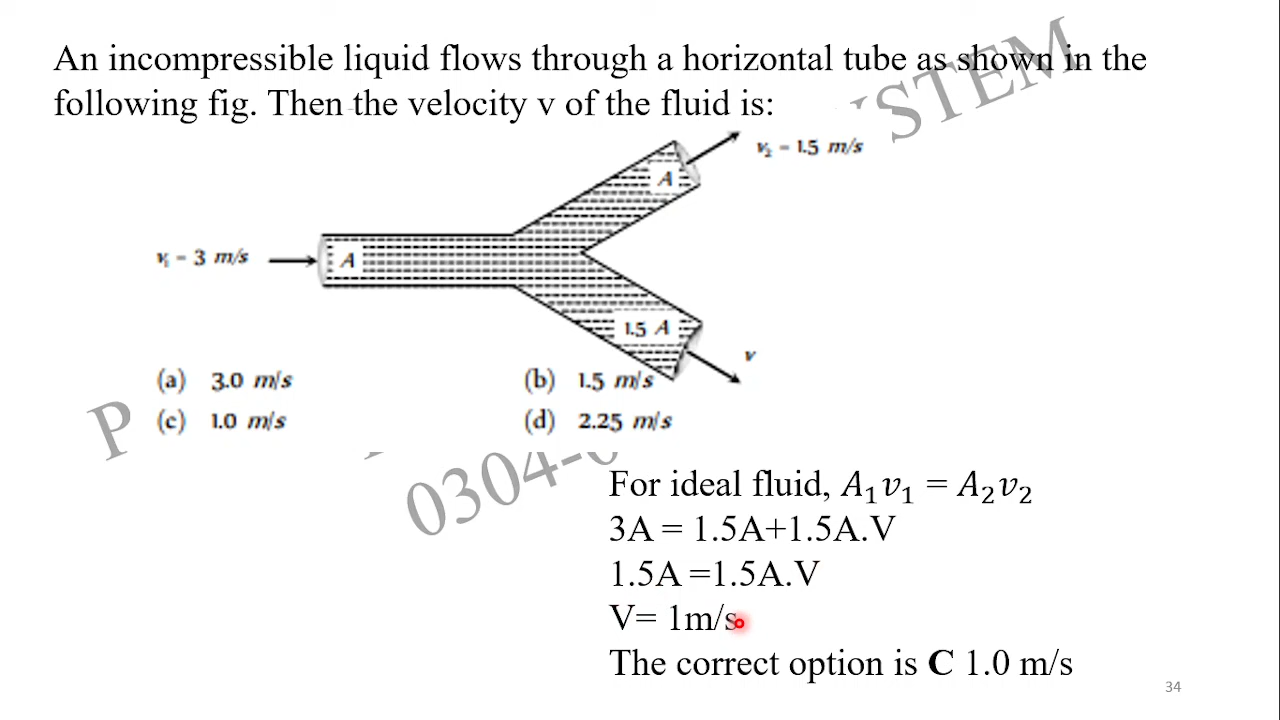 An incompressible liquid flows through a horizontal tube as shown in the
following fig. Then the velocity v of the fluid is:
STEM
v₂ = 1.5 m/s
A
v₁ = 3 m/s
A
1.5 A
v
(a) 3.0 m/s (b) 1.5 m/s
(c) 1.0 m/s (d) 2.25 m/s
P
0304-
For ideal fluid, A₁v₁ = A₂v₂
3A = 1.5A+1.5A.V
1.5A =1.5A.V
V= 1m/s
The correct option is C 1.0 m/s
34